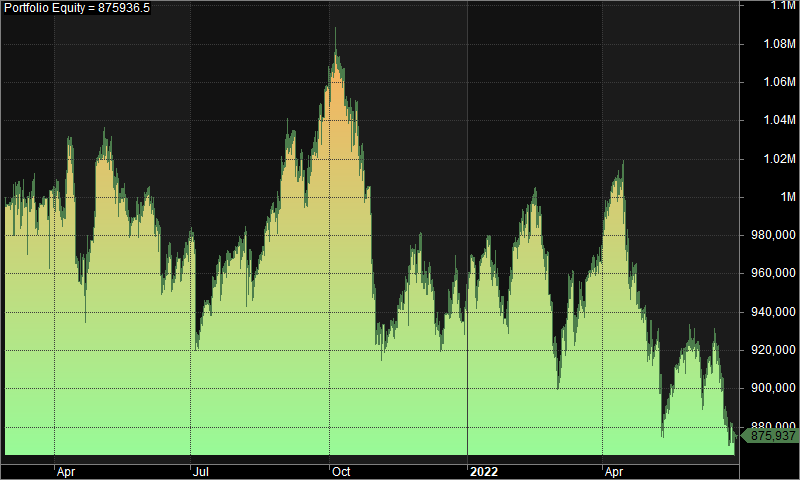 Portfolio Equity = 875936.5
1.1M
1.08M
1.06M
1.04M
1.02M
1M
980,000
960,000
940,000
920,000
900,000
880,000
875,937
Apr
Jul
Oct
2022
Apr